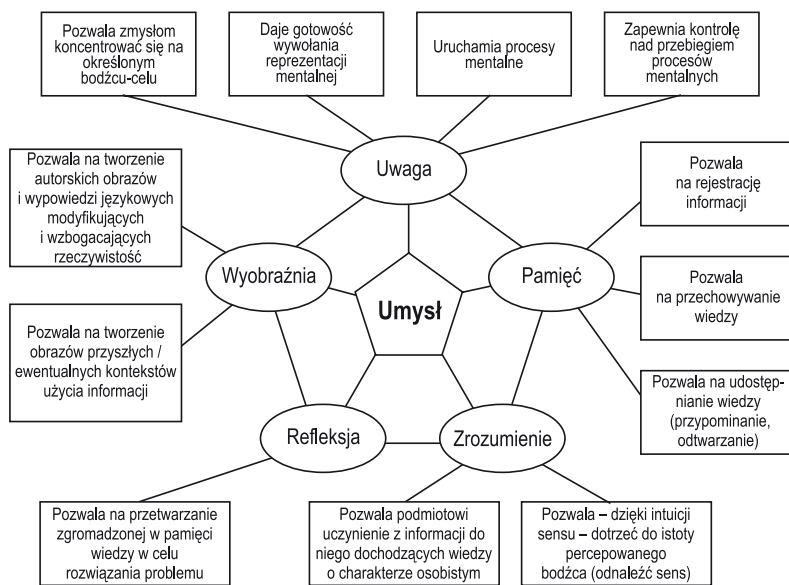 Pozwala zmysłom
koncentrować się na
określonym
bodźcu-celu
Daje gotowość
wywołania
reprezentacji
mentalnej
Uruchamia procesy
mentalne
Zapewnia kontrolę
nad przebiegiem
procesów
mentalnych
Uwaga
Pozwala na tworzenie
autorskich obrazów
i wypowiedzi językowych
modyfikujących
i wzbogacających
rzeczywistość
Pozwala
na rejestrację
informacji
Wyobraźnia
Pamięć
Umysł
Pozwala
na przechowywanie
wiedzy
Pozwala na tworzenie
obrazów przyszłych /
ewentualnych kontekstów
użycia informacji
Pozwala na udostęp-
nianie wiedzy
(przypominanie,
odtwarzanie)
Refleksja
Zrozumienie
Pozwala na przetwarzanie
zgromadzonej w pamięci
wiedzy w celu
rozwiązania problemu
Pozwala podmiotowi
uczynienie z informacji do
niego dochodzących wiedzy
o charakterze osobistym
Pozwala – dzięki intuicji
sensu – dotrzeć do istoty
percepowanego
bodźca (odnaleźć sens)